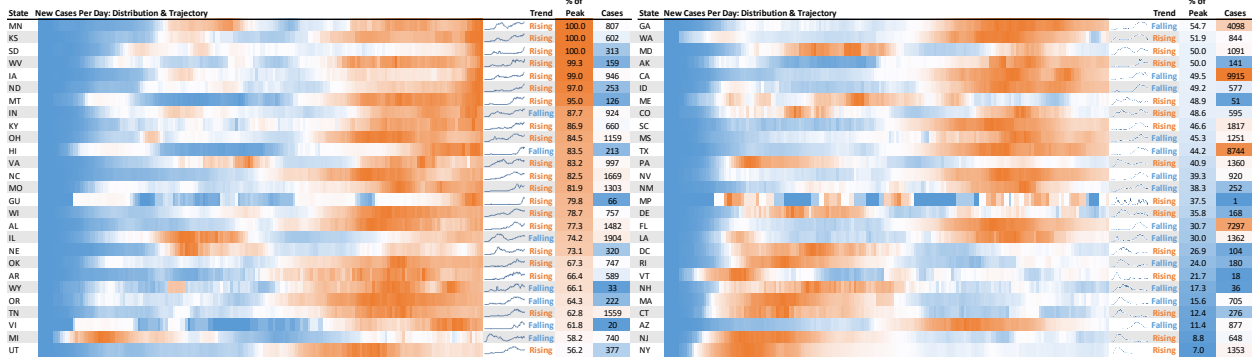 % of % of
State New Cases Per Day: Distribution & Trajectory Trend Peak Cases State New Cases Per Day: Distribution & Trajectory Trend Peak Cases
MN Rising 100.0 807 GA Falling 54.7 4098
KS Rising 100.0 602 WA Rising 51.9 844
SD Rising 100.0 313 MD Rising 50.0 1091
WV Rising 99.3 159 AK Rising 50.0 141
IA Rising 99.0 946 CA Falling 49.5 9915
ND Rising 97.0 253 ID Falling 49.2 577
MT Rising 95.0 126 ME Rising 48.9 51
IN Falling 87.7 924 CO Rising 48.6 595
KY Rising 86.9 660 SC Rising 46.6 1817
OH Rising 84.5 1159 MS Falling 45.3 1251
HI Falling 83.5 213 TX Falling 44.2 8744
VA Rising 83.2 997 PA Rising 40.9 1360
NC Rising 82.5 1669 NV Rising 39.3 920
MO Rising 81.9 1303 NM Rising 38.3 252
GU Rising 79.8 66 MP Rising 37.5 1
WI Rising 78.7 757 DE Rising 35.8 168
AL Rising 77.3 1482 FL Falling 30.7 7297
IL Falling 74.2 1904 LA Falling 30.0 1362
NE Rising 73.1 320 DC Rising 26.9 104
OK Rising 67.3 747 RI Falling 24.0 180
AR Rising 66.4 589 VT Rising 21.7 18
WY Falling 66.1 33 NH Falling 17.3 36
OR Falling 64.3 222 MA Falling 15.6 705
TN Rising 62.8 1559 CT Rising 12.4 276
VI Falling 61.8 20 AZ Falling 11.4 877
MI Falling 58.2 740 NJ Rising 8.8 648
UT Rising 56.2 377 NY Rising 7.0 1353